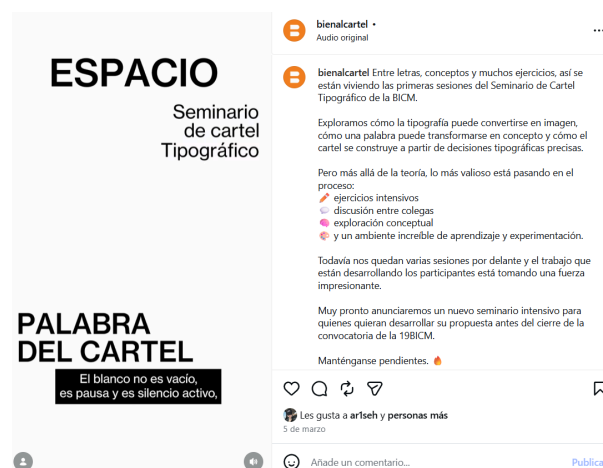 ESPACIO
Seminario
de cartel
Tipográfico
PALABRA
DEL CARTEL
El blanco no es vacío,
es pausa y es silencio activo,
bienalcartel •
Audio original
bienalcartel Entre letras, conceptos y muchos ejercicios, así se
están viviendo las primeras sesiones del Seminario de Cartel
Tipográfico de la BICM.
Exploramos cómo la tipografía puede convertirse en imagen,
cómo una palabra puede transformarse en concepto y cómo el
cartel se construye a partir de decisiones tipográficas precisas.
Pero más allá de la teoría, lo más valioso está pasando en el
proceso:
ejercicios intensivos
discusión entre colegas
exploración conceptual
y un ambiente increíble de aprendizaje y experimentación.
Todavía nos quedan varias sesiones por delante y el trabajo que
están desarrollando los participantes está tomando una fuerza
impresionante.
Muy pronto anunciaremos un nuevo seminario intensivo para
quienes quieran desarrollar su propuesta antes del cierre de la
convocatoria de la 19BICM.
Manténganse pendientes.
Les gusta a ar1seh y personas más
5 de marzo
Añade un comentario...
Publica